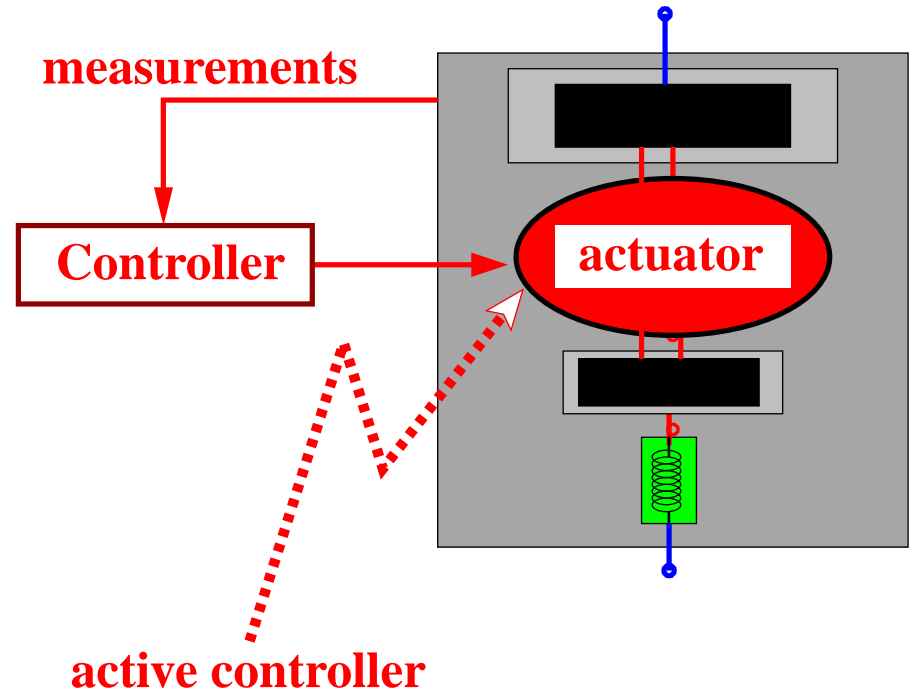 measurements
Controller
actuator
active controller